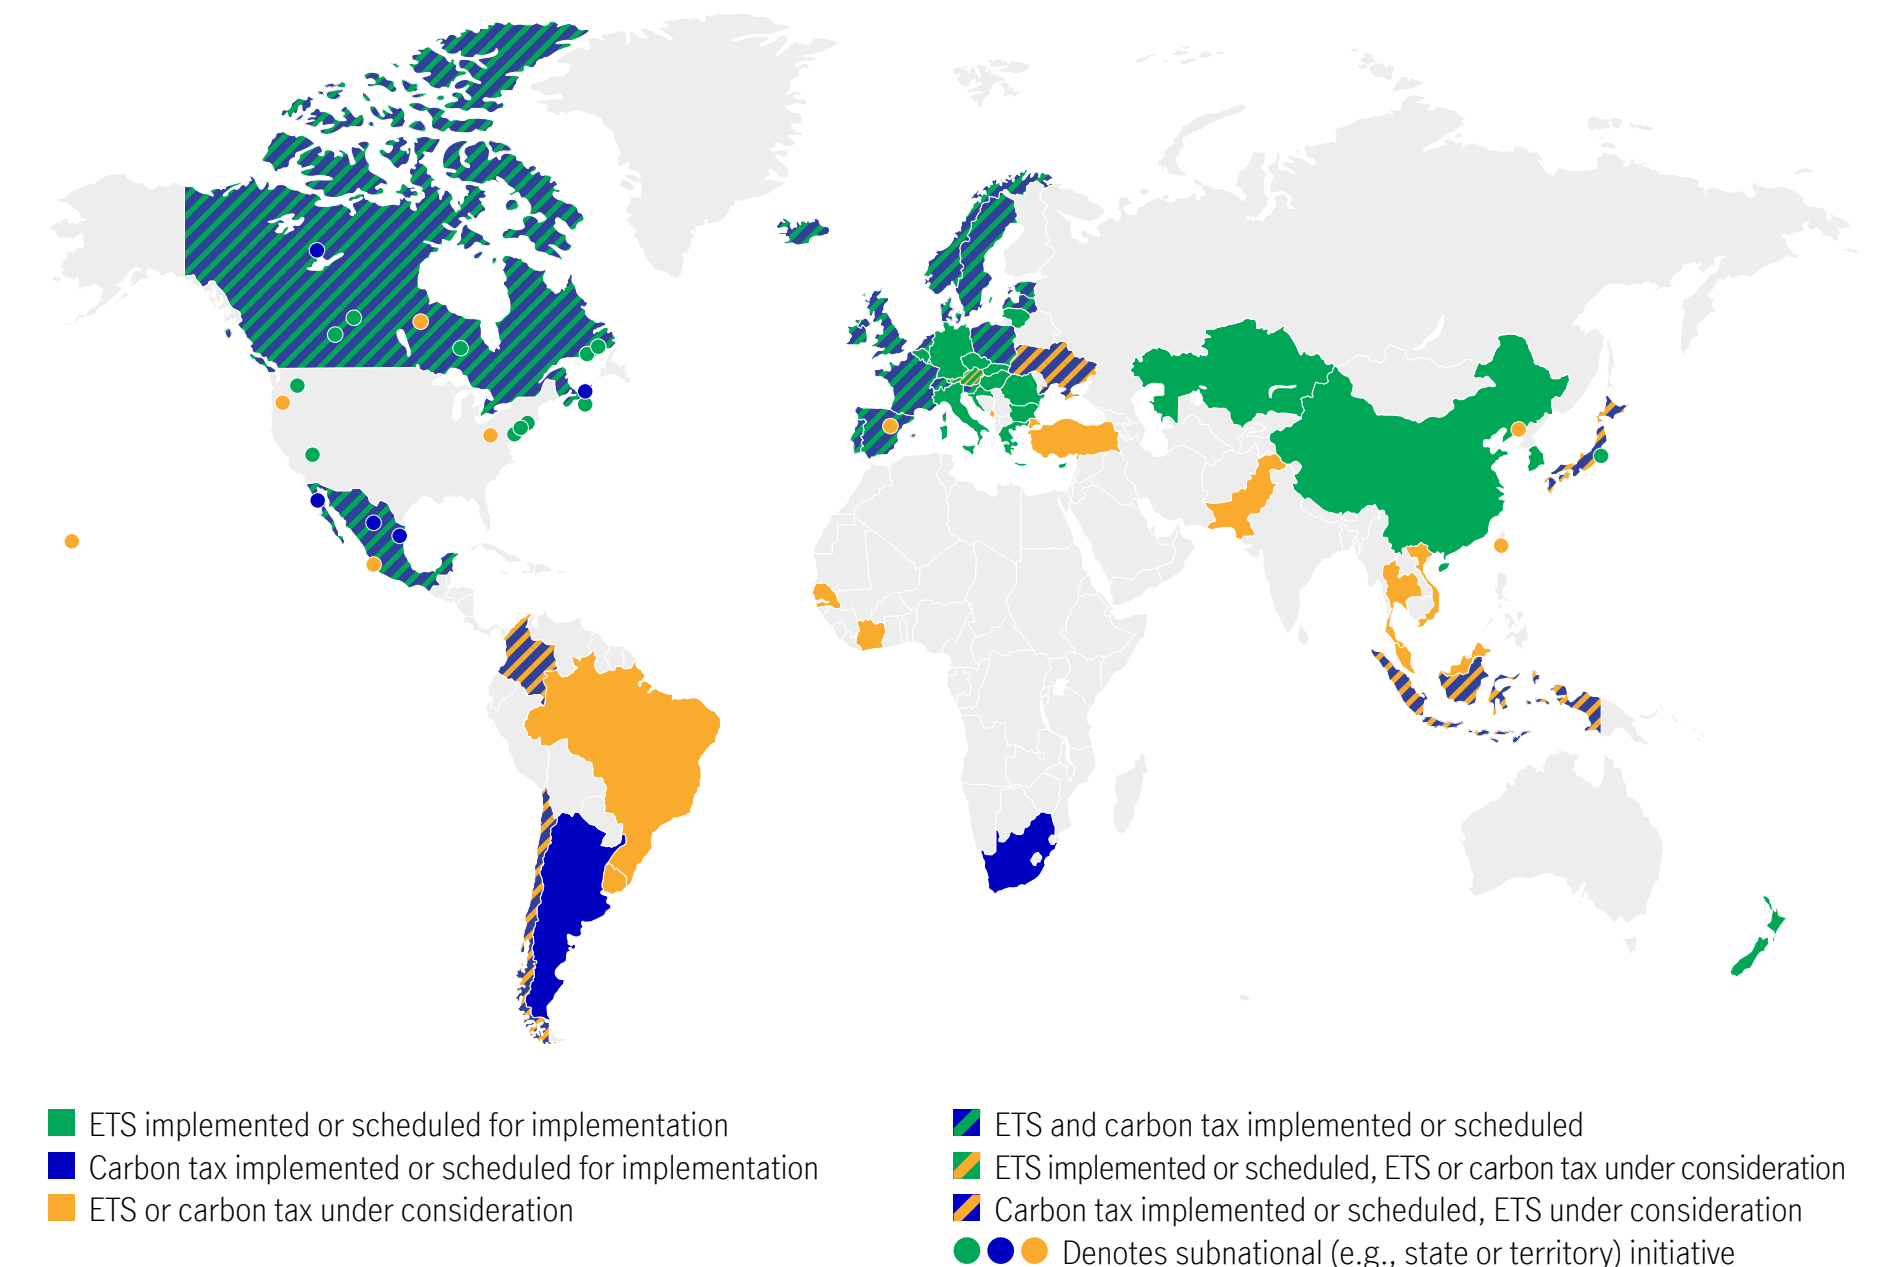 ETS implemented or scheduled for implementation
Carbon tax implemented or scheduled for implementation
ETS or carbon tax under consideration
ETS and carbon tax implemented or scheduled
ETS implemented or scheduled, ETS or carbon tax under consideration
Carbon tax implemented or scheduled, ETS under consideration
Denotes subnational (e.g., state or territory) initiative